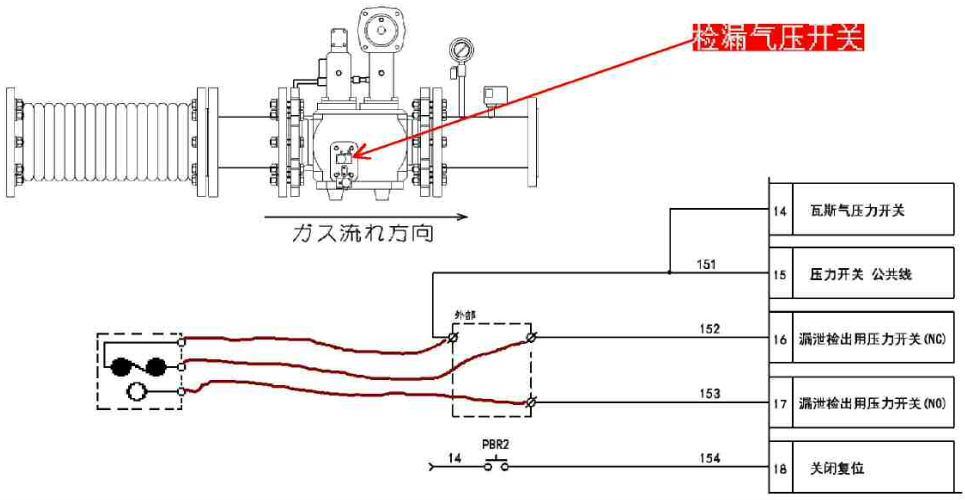 检漏气压开关
ガス流れ方向
14 瓦斯气压力开关
151
15 压力开关 公共线
外部
152
16 漏泄检出用压力开关(NC)
153
17 漏泄检出用压力开关(NO)
PBR2
14
154
18 关闭复位